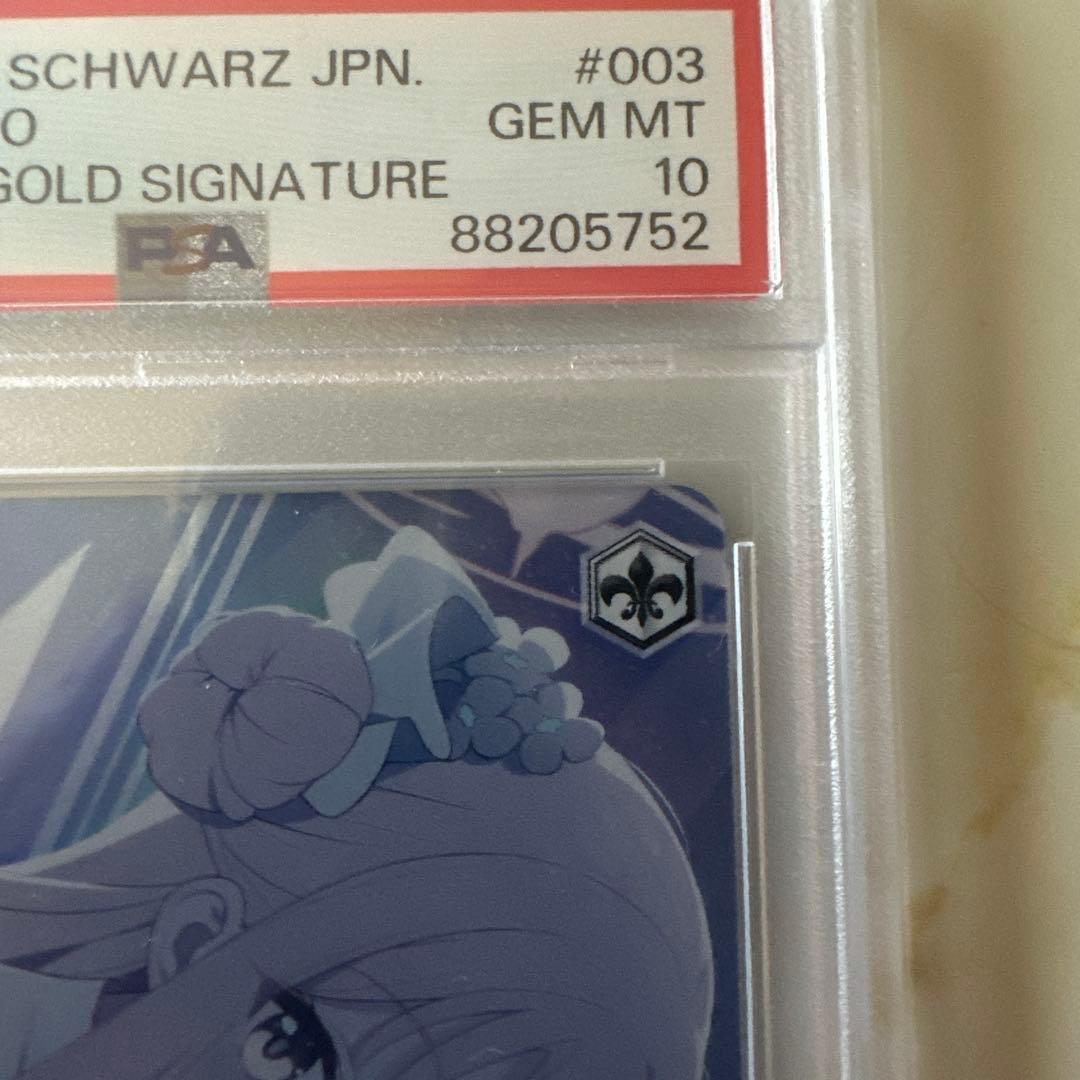 SCHWARZ JPN. #003
O GEM MT
GOLD SIGNATURE 10
PSA 88205752